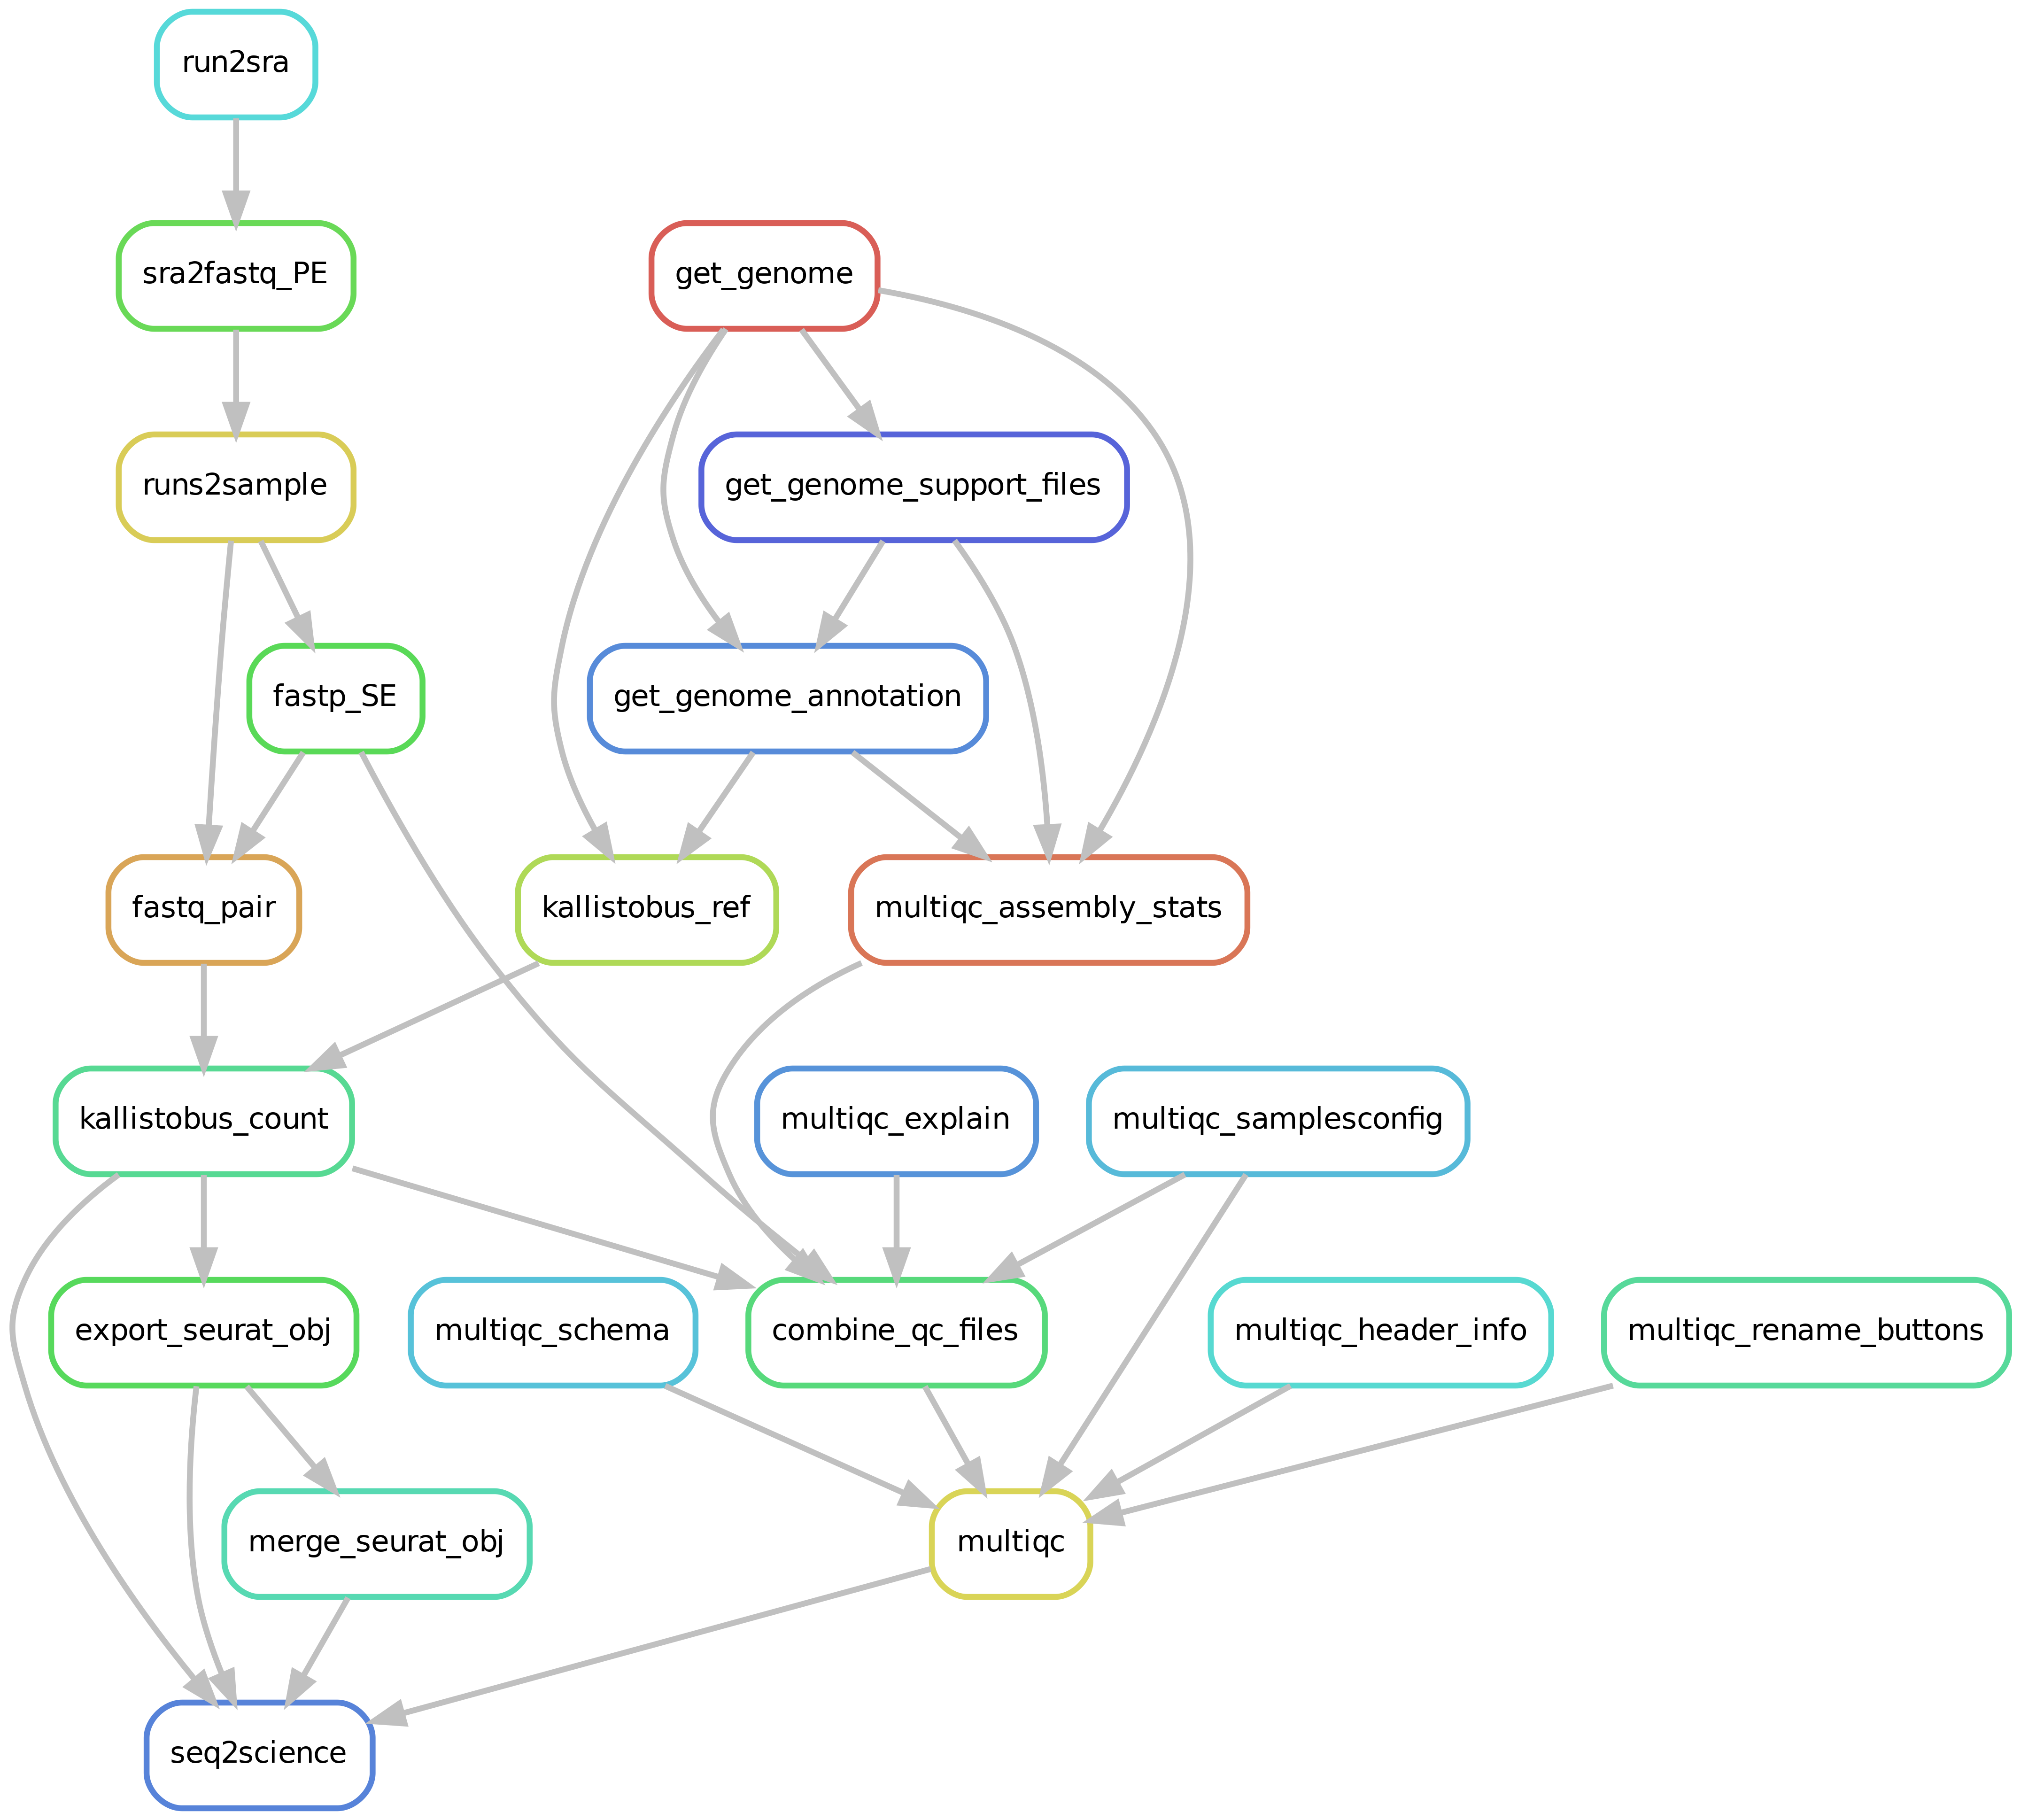 run2sra
sra2fastq_PE
get_genome
runs2sample
get_genome_support_files
fastp_SE
get_genome_annotation
fastq_pair
kallistobus_ref
multiqc_assembly_stats
kallistobus_count
multiqc_explain
multiqc_samplesconfig
export_seurat_obj
multiqc_schema
combine_qc_files
multiqc_header_info
multiqc_rename_buttons
merge_seurat_obj
multiqc
seq2science